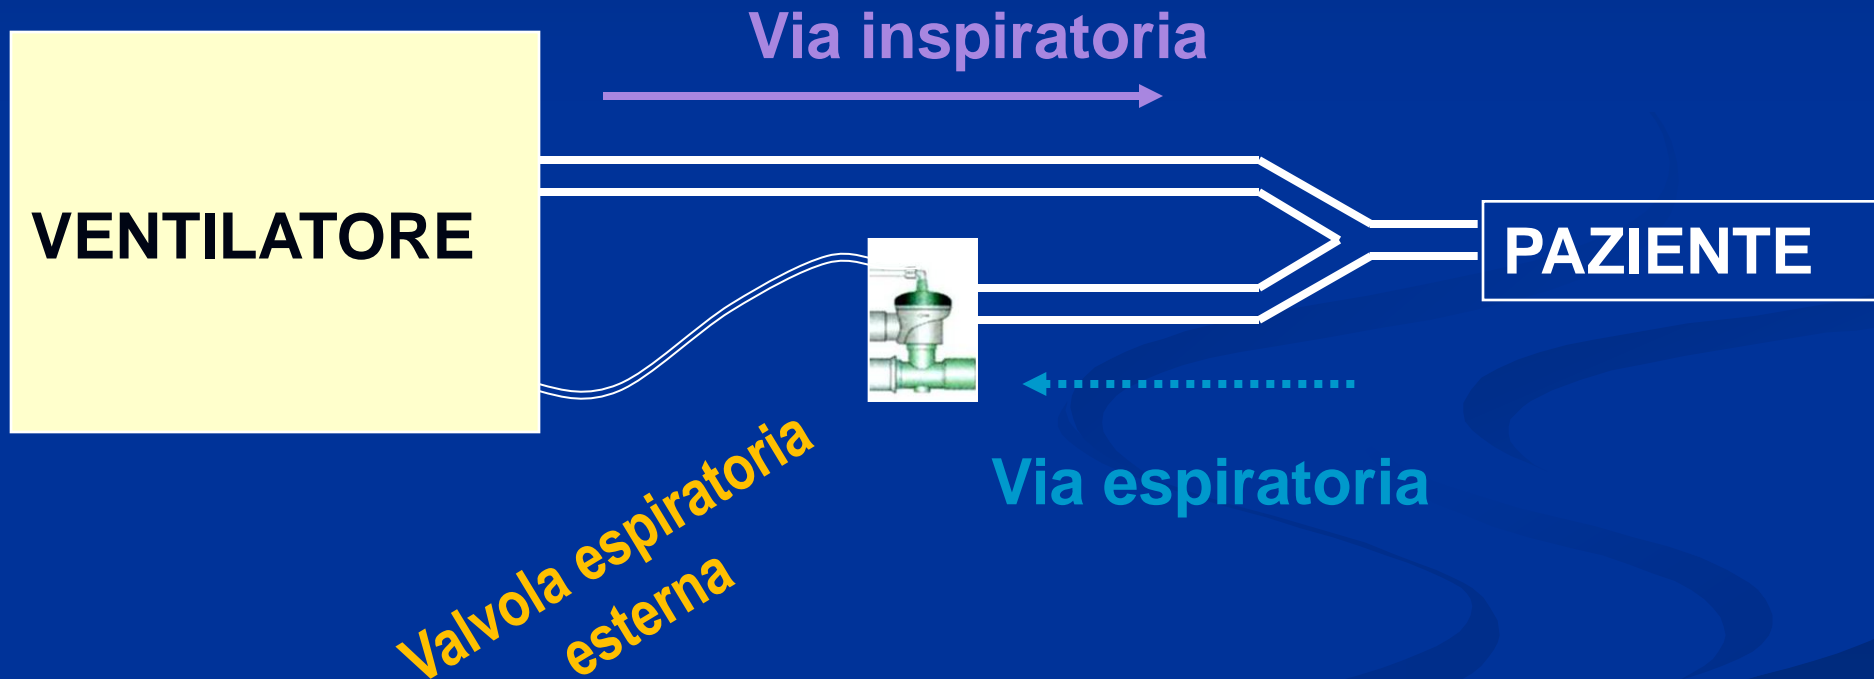 Via inspiratoria
VENTILATORE
PAZIENTE
Valvola espiratoria
esterna
Via espiratoria